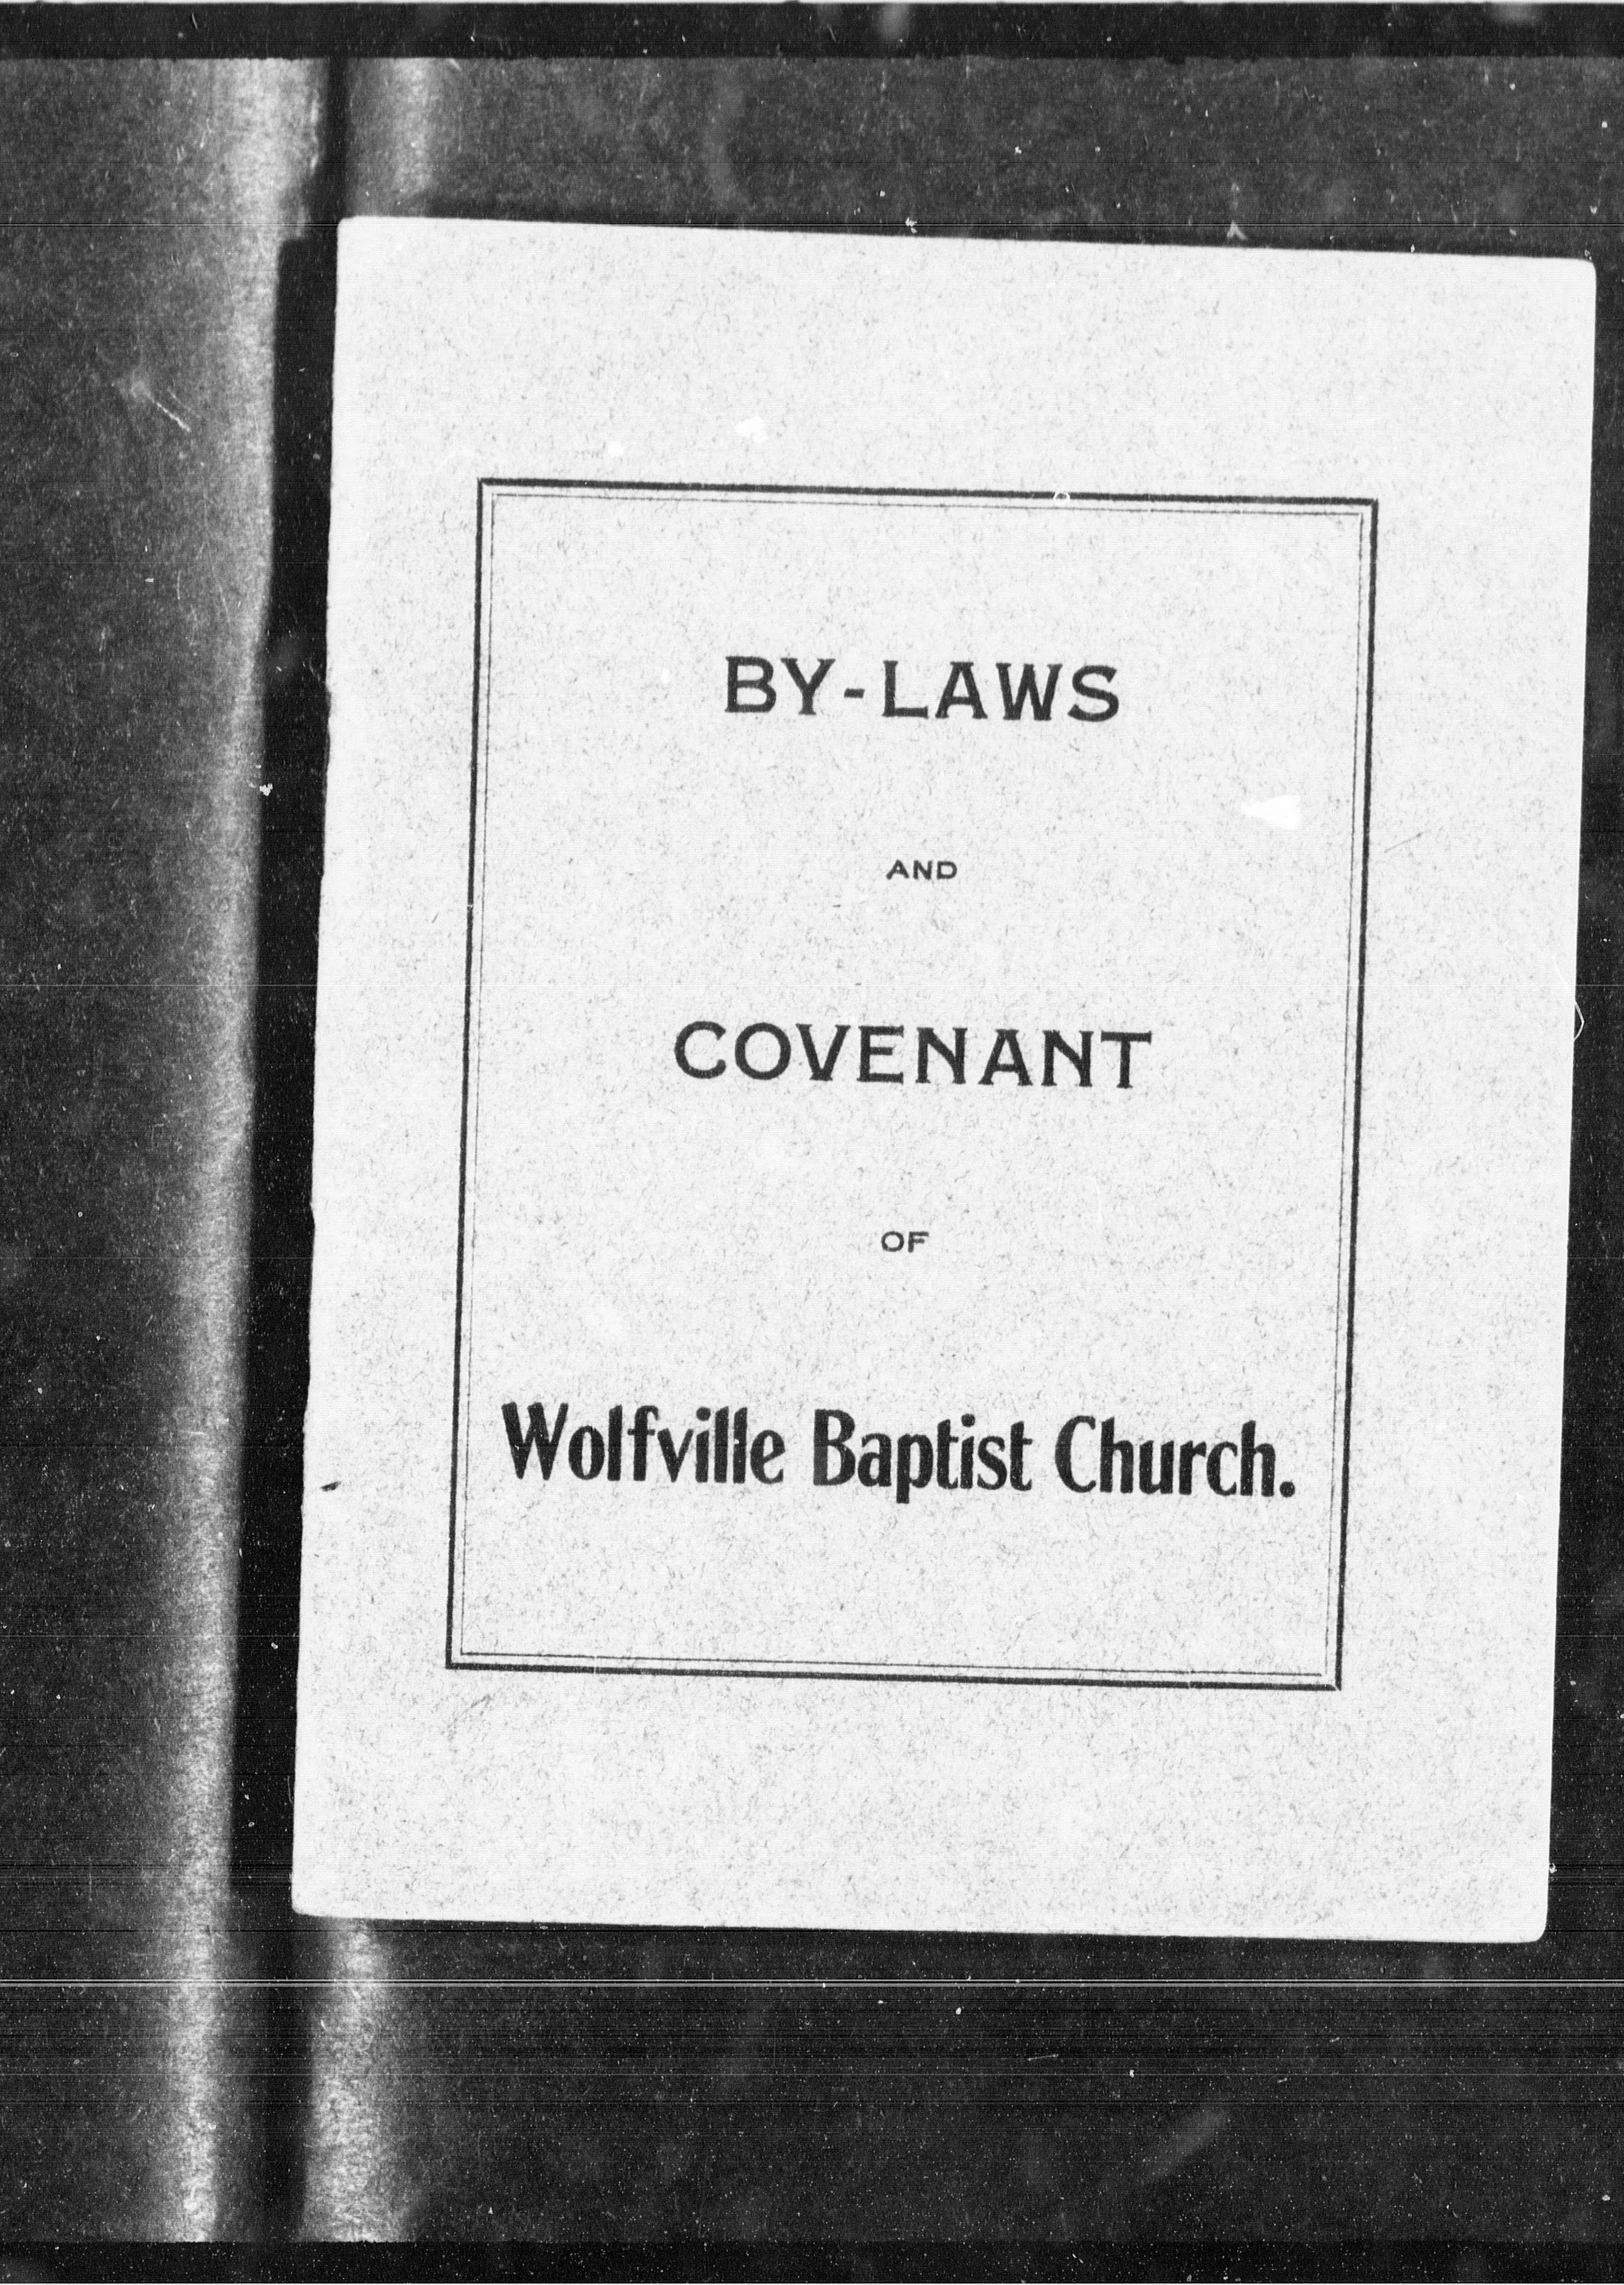 BY-LAWS
AND
COVENANT
OF
Wolfville Baptist Church.